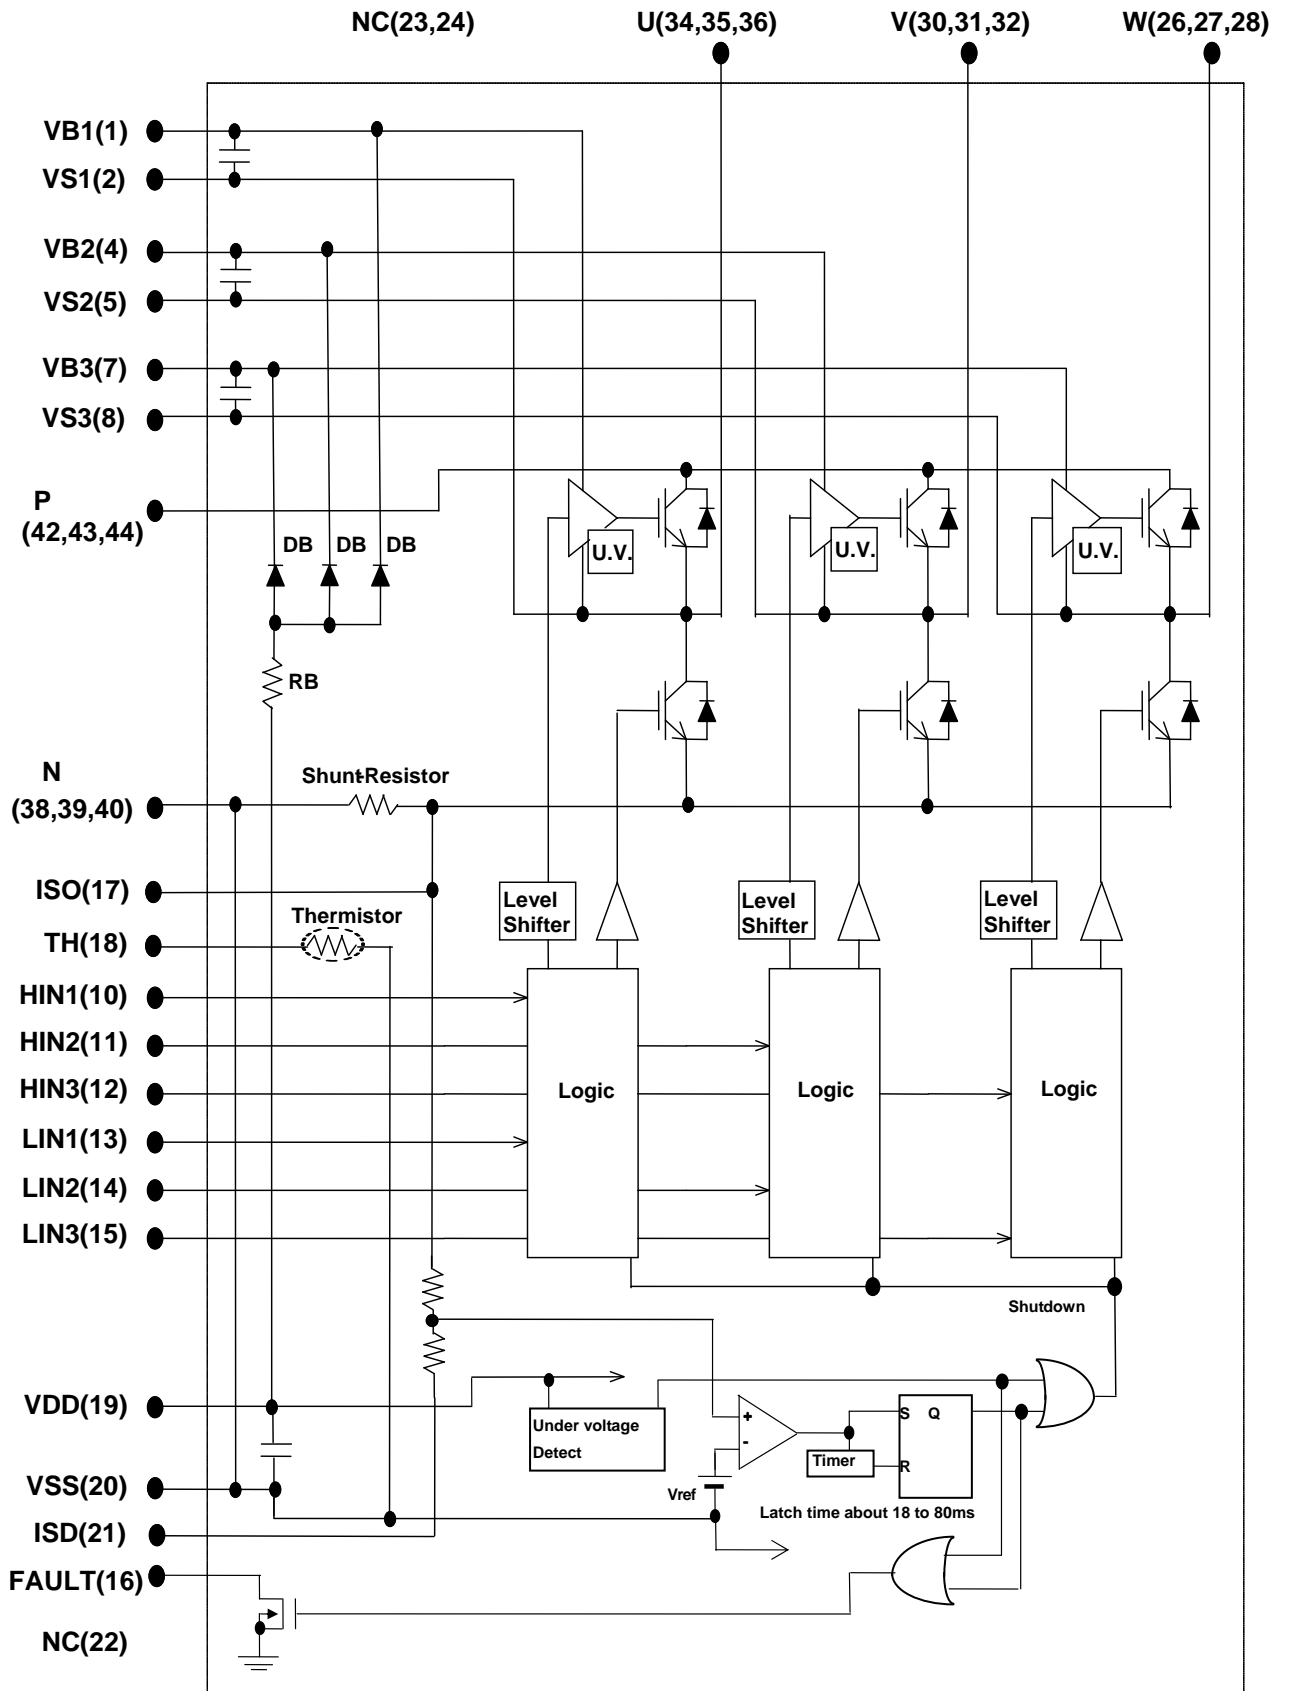 NC(23,24)
U(34,35,36)
V(30,31,32)
W(26,27,28)
VB1(1)
VS1(2)
VB2(4)
VS2(5)
VB3(7)
VS3(8)
P
(42,43,44)
U.V.
U.V.
U.V.
DB
DB
DB
RB
N
(38,39,40)
Shunt-Resistor
ISO(17)
Thermistor
TH(18)
Level
Shifter
Level
Shifter
Level
Shifter
HIN1(10)
HIN2(11)
HIN3(12)
LIN1(13)
LIN2(14)
LIN3(15)
Logic
Logic
Logic
Shutdown
VDD(19)
Under voltage
Detect
+
-
Vref
Timer
S Q
R
Latch time about 18 to 80ms
VSS(20)
ISD(21)
FAULT(16)
NC(22)